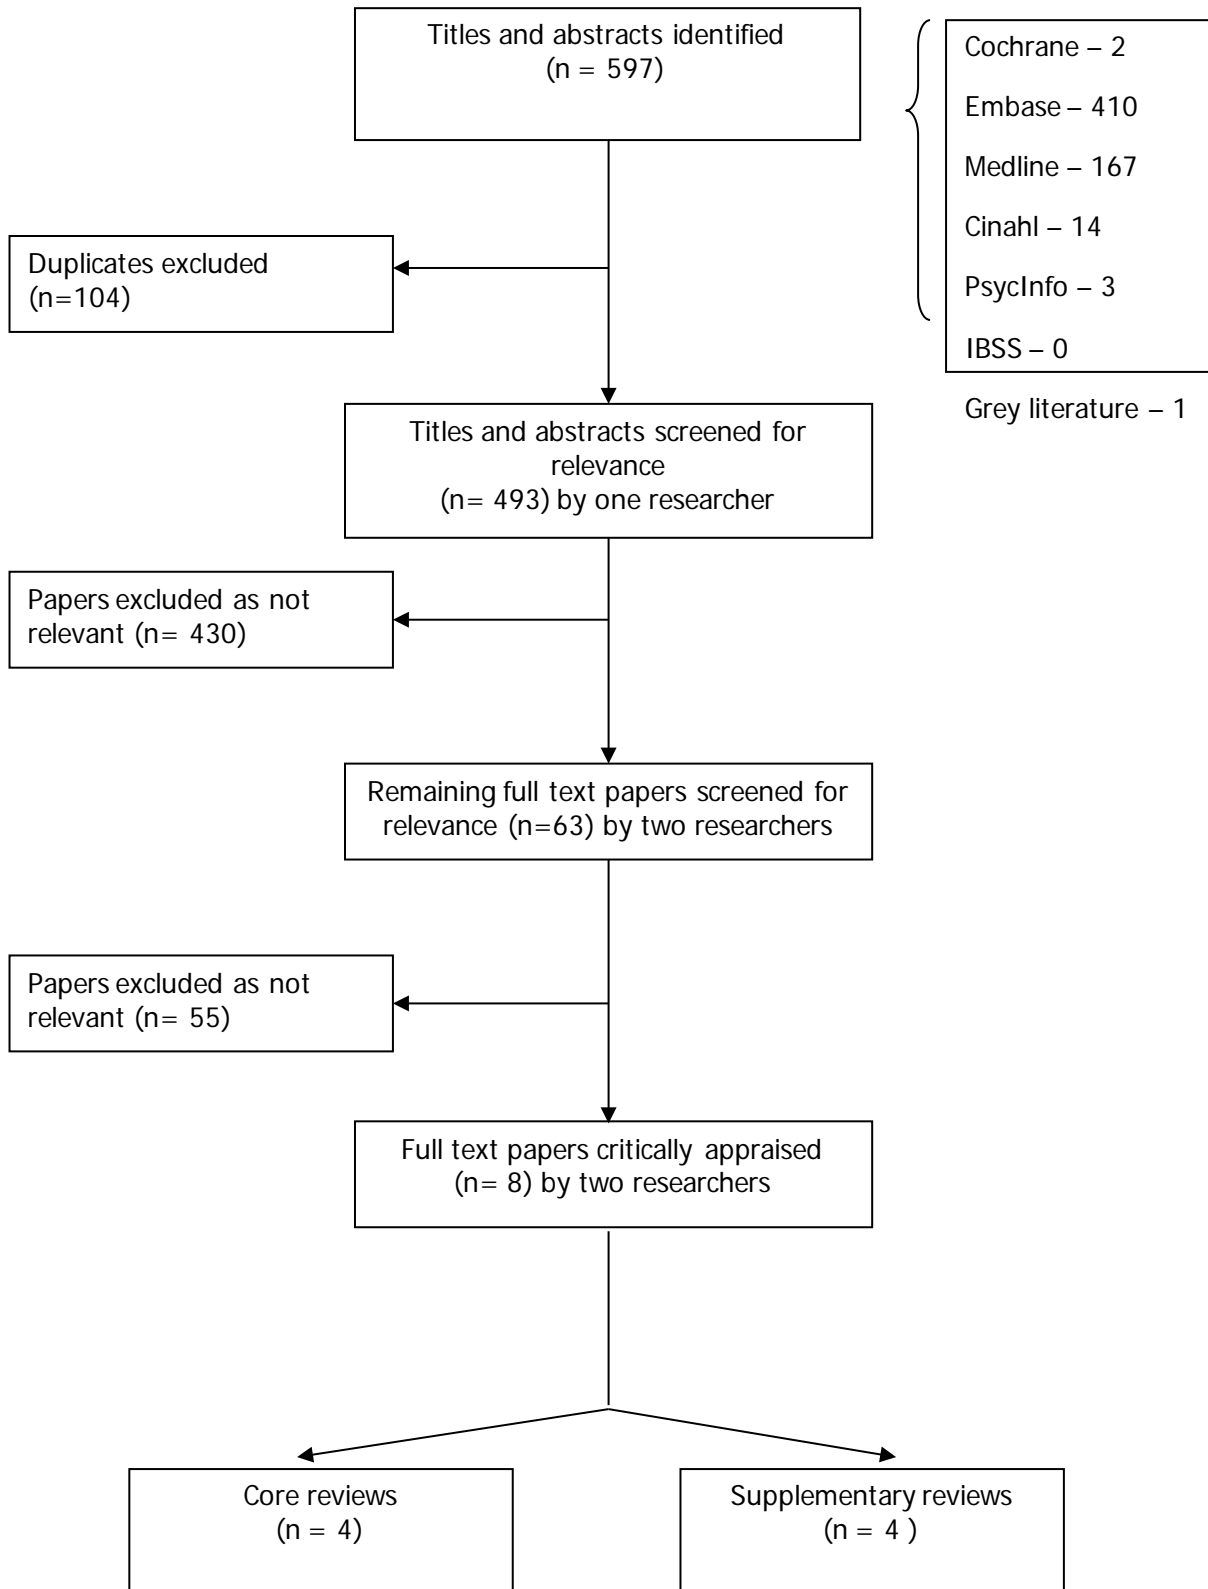 Titles and abstracts identified
(n = 597)
Cochrane – 2
Embase – 410
Medline – 167
Cinahl – 14
PsycInfo – 3
IBSS – 0
Grey literature – 1
Duplicates excluded
(n=104)
Titles and abstracts screened for
relevance
(n= 493) by one researcher
Papers excluded as not
relevant (n= 430)
Remaining full text papers screened for
relevance (n=63) by two researchers
Papers excluded as not
relevant (n= 55)
Full text papers critically appraised
(n= 8) by two researchers
Core reviews
(n = 4)
Supplementary reviews
(n = 4 )